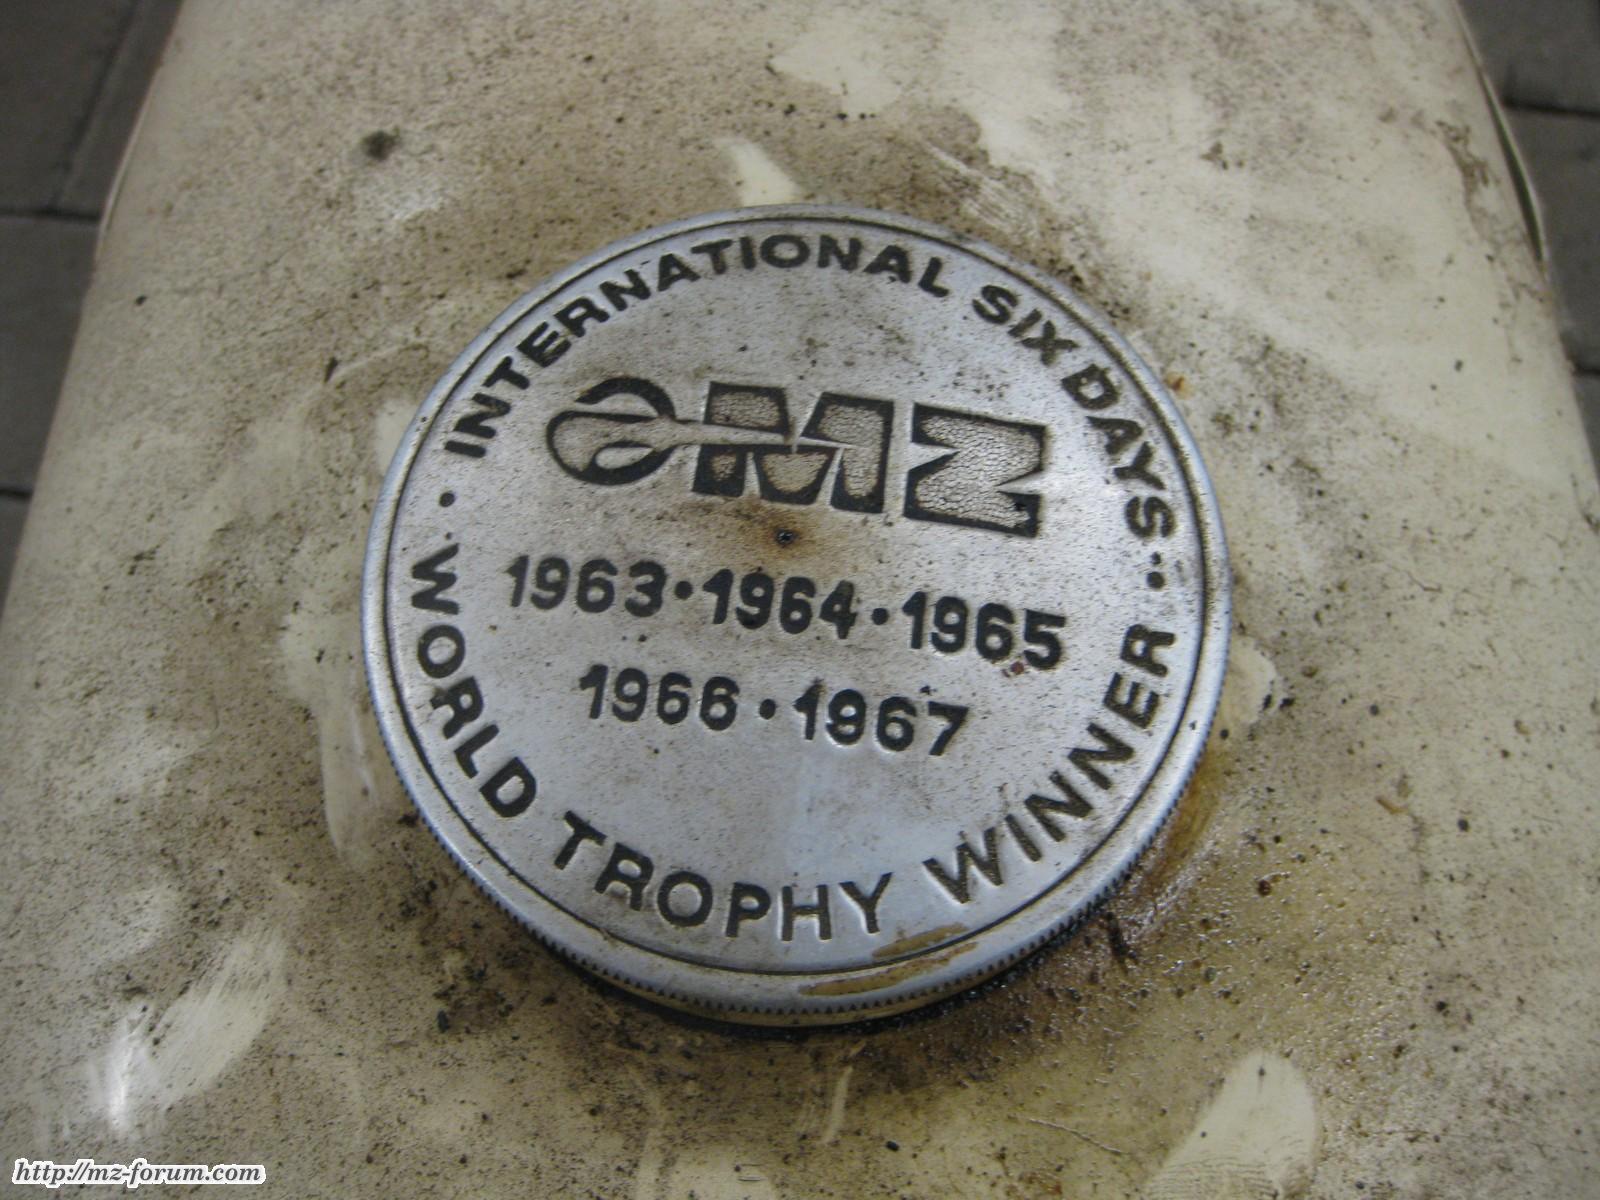 INTERNATIONAL SIX DAYS
MZ
1963 · 1964 · 1965
1966 · 1967
WORLD TROPHY WINNER
http://mz-forum.com